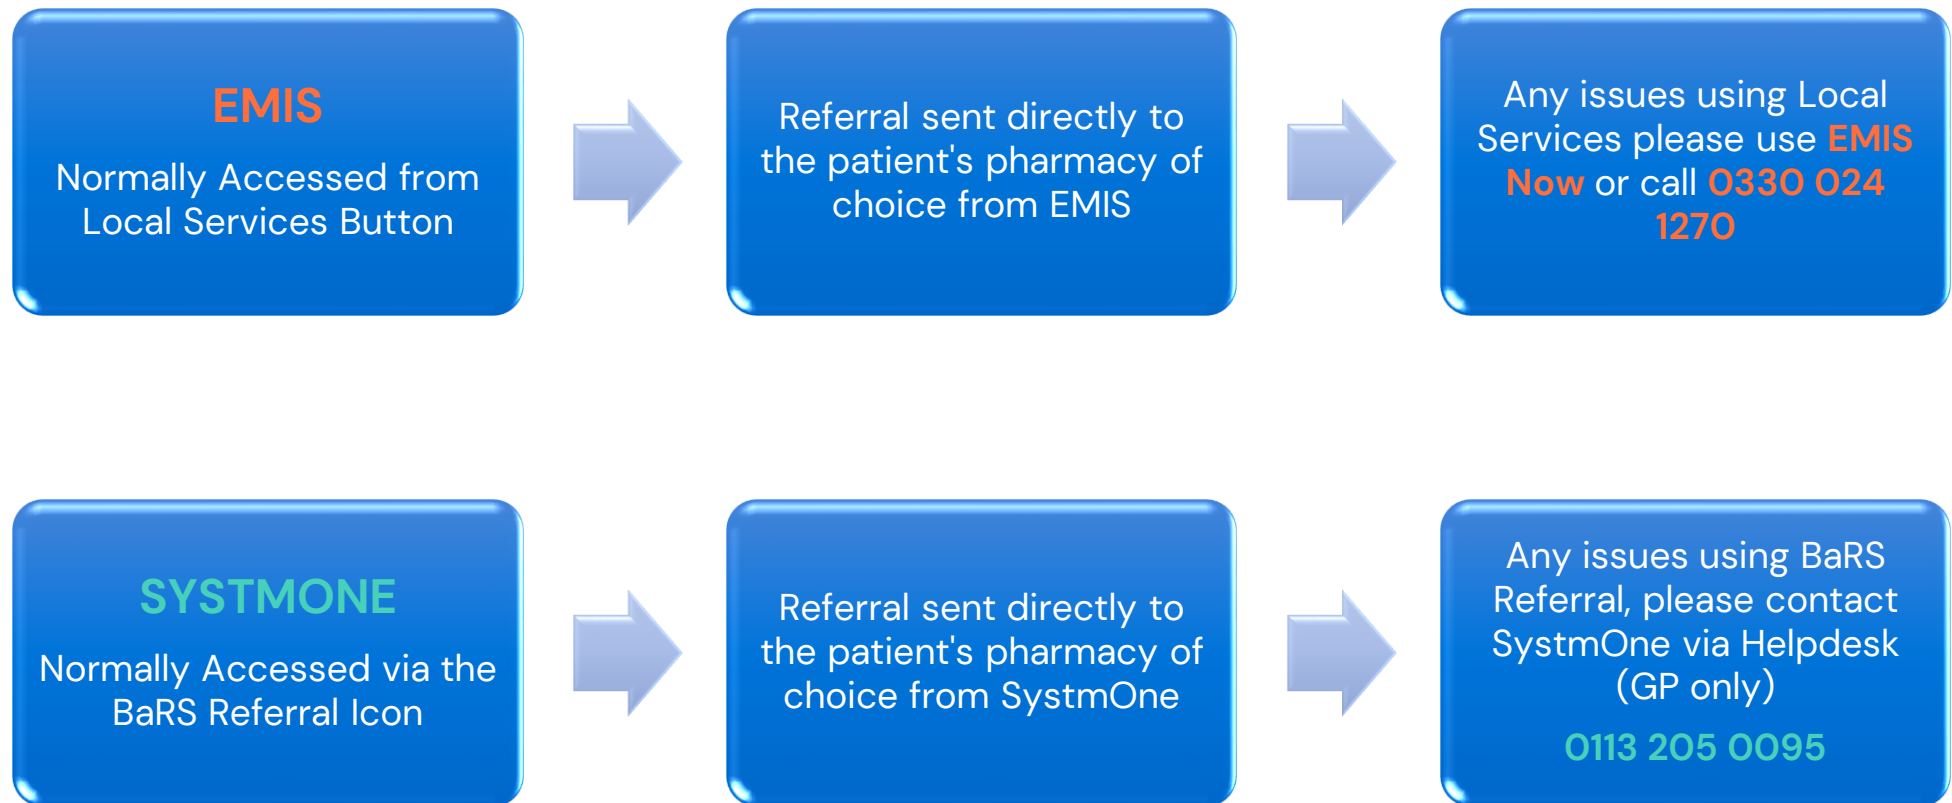 EMIS
Normally Accessed from
Local Services Button
Referral sent directly to
the patient's pharmacy of
choice from EMIS
Any issues using Local
Services please use EMIS
Now or call 0330 024
1270
SYSTMONE
Normally Accessed via the
BaRS Referral Icon
Referral sent directly to
the patient's pharmacy of
choice from SystmOne
Any issues using BaRS
Referral, please contact
SystmOne via Helpdesk
(GP only)
0113 205 0095